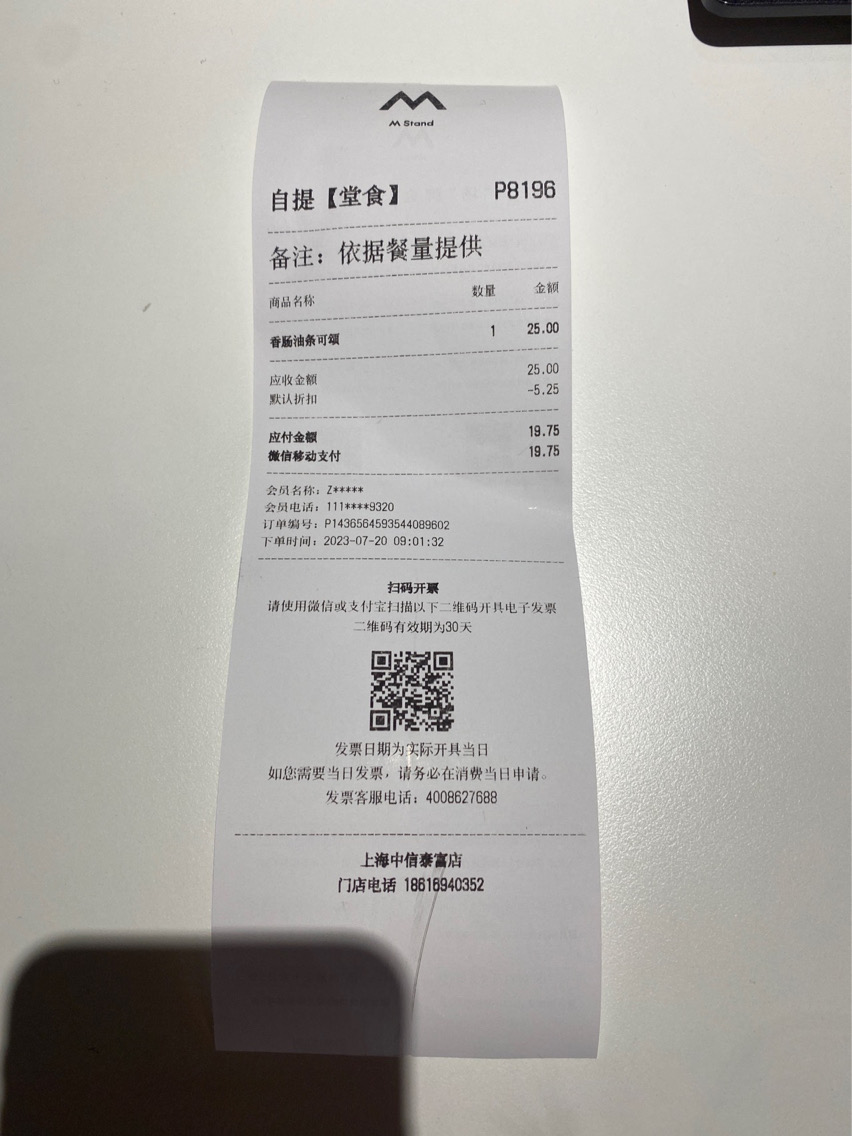 M Stand
自提【堂食】 P8196
备注：依据餐量提供
商品名称 数量 金额
香肠油条可颂 1 25.00
应收金额 25.00
默认折扣 -5.25
应付金额 19.75
微信移动支付 19.75
会员名称：Z*****
会员电话：111****9320
订单编号：P1436564593544089602
下单时间：2023-07-20 09:01:32
扫码开票
请使用微信或支付宝扫描以下二维码开具电子发票
二维码有效期为30天
发票日期为实际开具当日
如您需要当日发票，请务必在消费当日申请。
发票客服电话：4008627688
上海中信泰富店
门店电话 18616940352